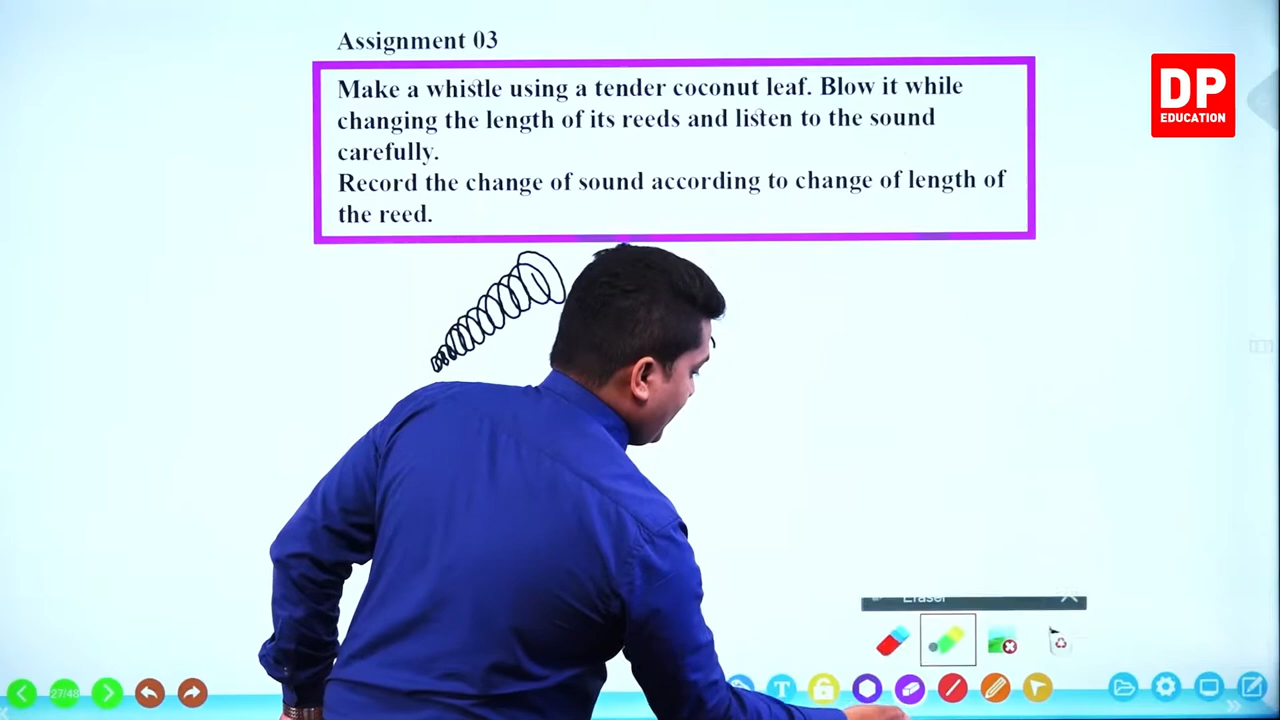 Assignment 03
Make a whistle using a tender coconut leaf. Blow it while
changing the length of its reeds and listen to the sound
carefully.
Record the change of sound according to change of length of
the reed.
DP
EDUCATION
Eraser
27/48
T